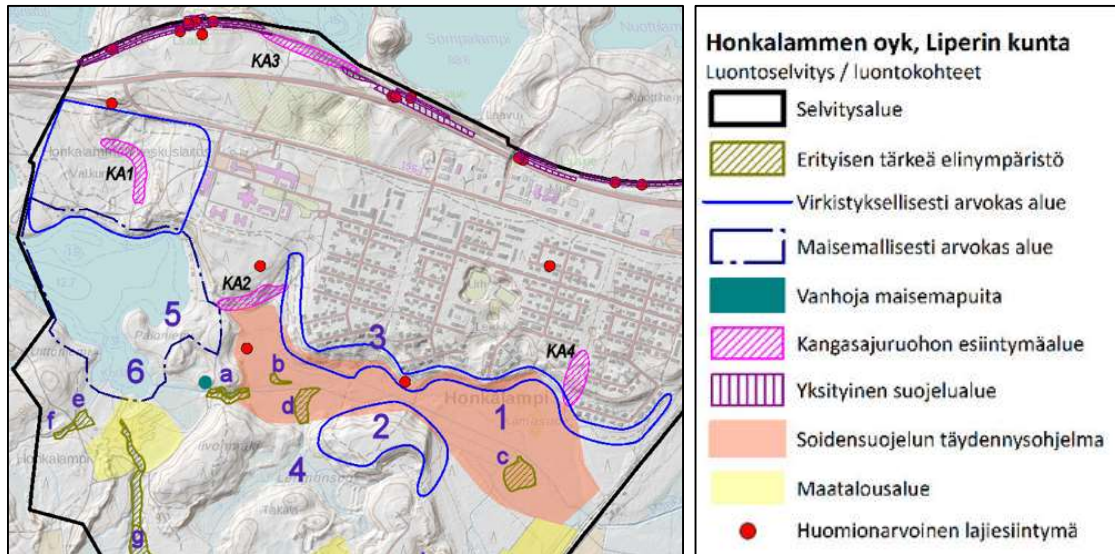 KA3
Sompalampi
KA1
KA2
5
3
KA4
6
a
b
1
Honkalampi
e
d
f
2
c
4
g
Honkalammen oyk, Liperin kunta
Luontoselvitys / luontokohteet
Selvitysalue
Erityisen tärkeä elinympäristö
Virkistyksellisesti arvokas alue
Maisemallisesti arvokas alue
Vanhoja maisemapuita
Kangasajuruohon esiintymäalue
Yksityinen suojelualue
Soidensuojelun täydennysohjelma
Maatalousalue
Huomionarvoinen lajiesiintymä